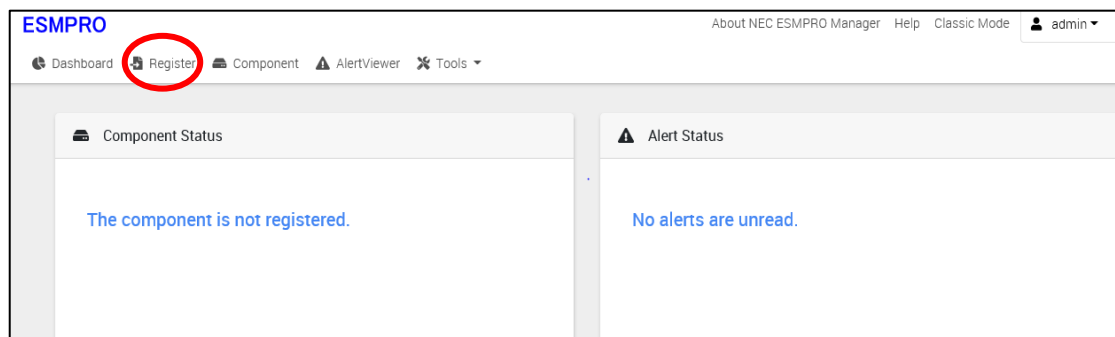 ESMPRO
About NEC ESMPRO Manager Help Classic Mode admin
Dashboard Register Component AlertViewer Tools
Component Status
Alert Status
The component is not registered.
No alerts are unread.